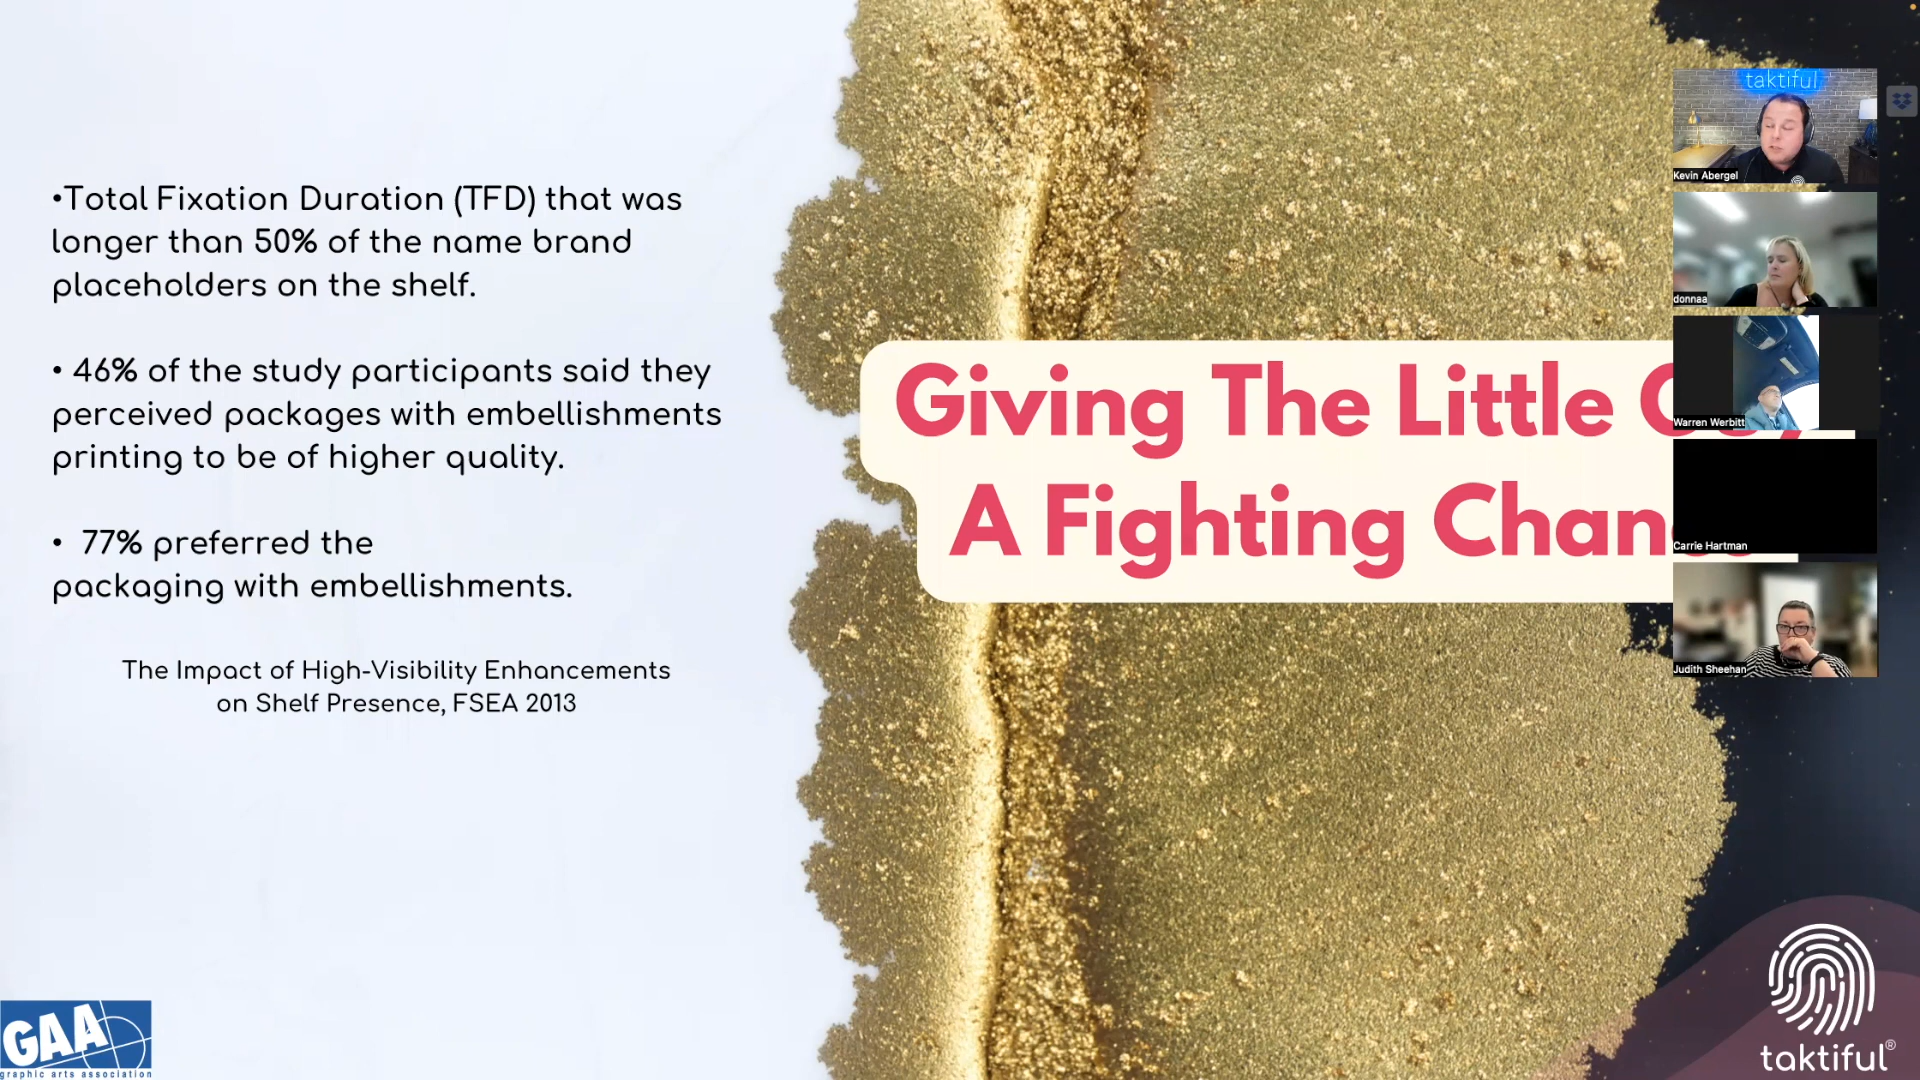 •Total Fixation Duration (TFD) that was
longer than 50% of the name brand
placeholders on the shelf.
• 46% of the study participants said they
perceived packages with embellishments
printing to be of higher quality.
• 77% preferred the
packaging with embellishments.
The Impact of High-Visibility Enhancements
on Shelf Presence, FSEA 2013
Giving The Little
A Fighting
taktiful
Kevin Abergel
donnaa
Warren Werbitt
Carrie Hartman
Judith Sheehan
GAA
graphic arts association
taktiful®